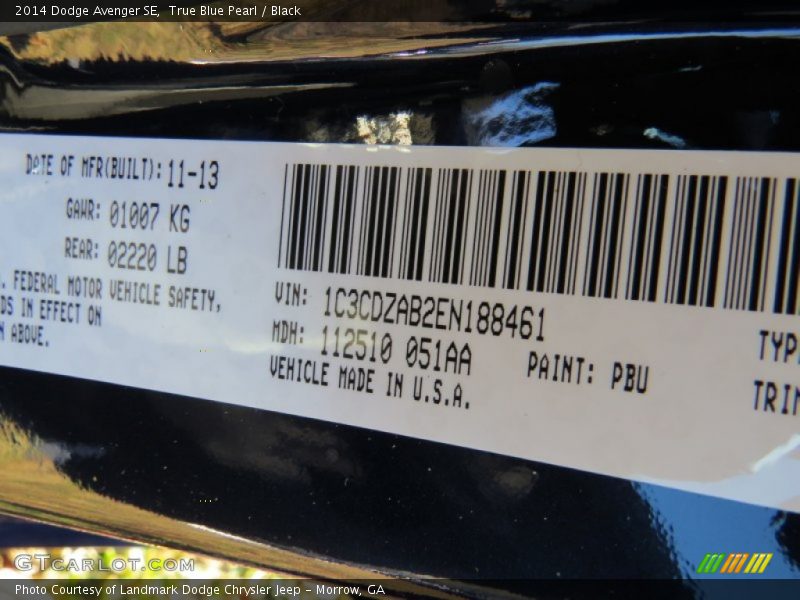 2014 Dodge Avenger SE,  True Blue Pearl / Black
DATE OF MFR(BUILT): 11-13
GAWR: 01007 KG
REAR: 02220 LB
. FEDERAL MOTOR VEHICLE SAFETY,
DS IN EFFECT ON
N ABOVE.
VIN: 1C3CDZAB2EN188461
MDH: 112510 051AA
PAINT: PBU
VEHICLE MADE IN U.S.A.
TYP
TRIM
GTCARLOT.COM
Photo Courtesy of Landmark Dodge Chrysler Jeep – Morrow, GA